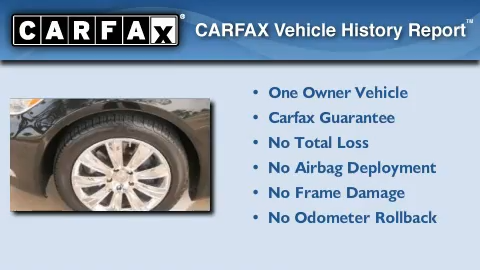 CARFAX® CARFAX Vehicle History Report™
• One Owner Vehicle
• Carfax Guarantee
• No Total Loss
• No Airbag Deployment
• No Frame Damage
• No Odometer Rollback